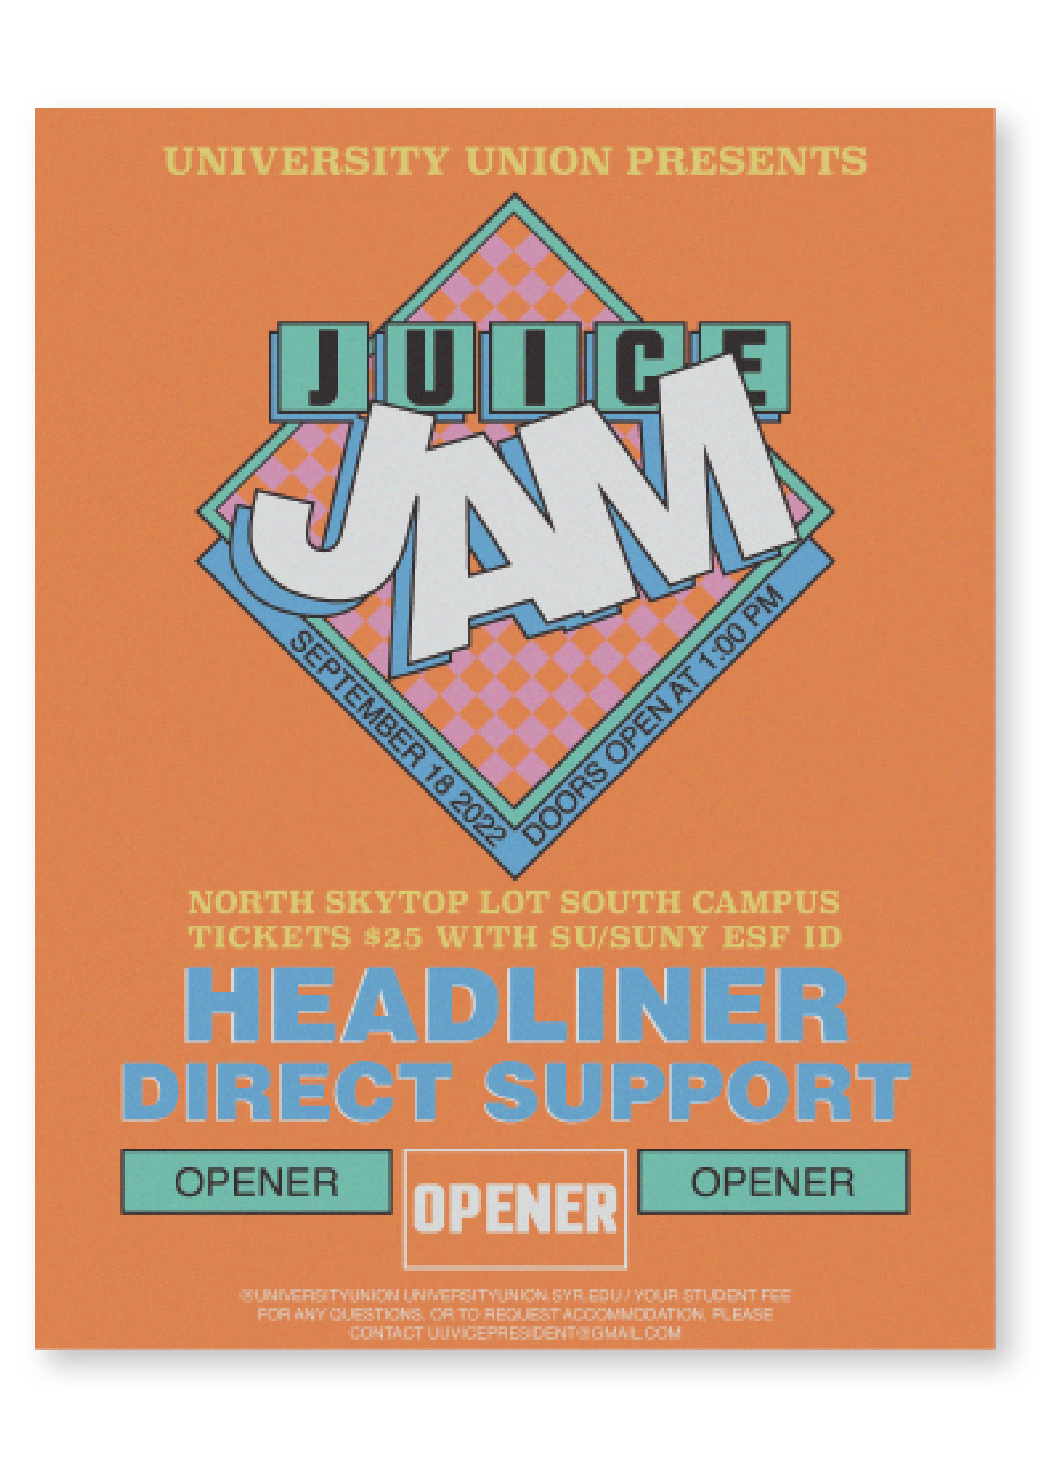 UNIVERSITY UNION PRESENTS
JUICE
JAM
SEPTEMBER 18 2022
DOORS OPEN AT 1:00 PM
NORTH SKYTOP LOT SOUTH CAMPUS
TICKETS $25 WITH SU/SUNY ESF ID
HEADLINER
DIRECT SUPPORT
OPENER
OPENER
OPENER
@UNIVERSITYUNION UNIVERSITYUNION.SYR.EDU / YOUR STUDENT FEE
FOR ANY QUESTIONS, OR TO REQUEST ACCOMMODATION, PLEASE
CONTACT UUVICEPRESIDENT@GMAIL.COM